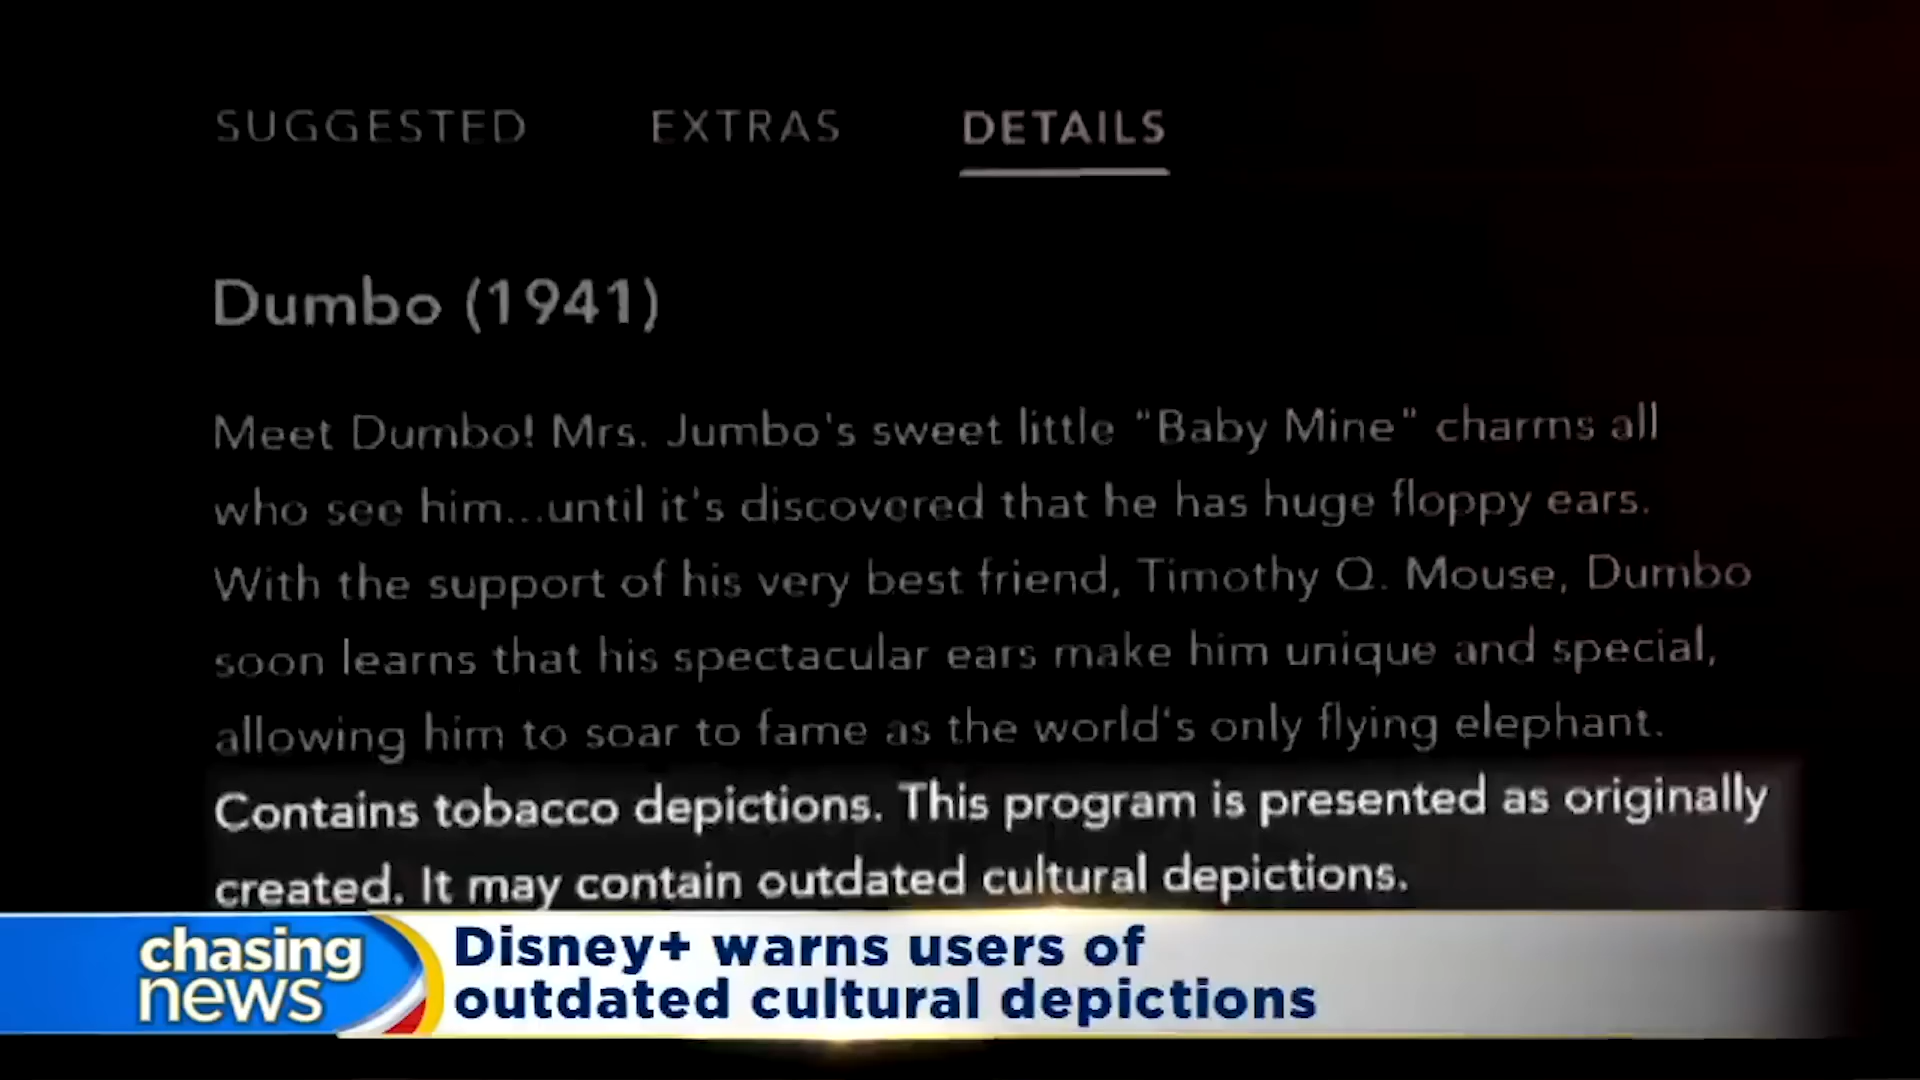 SUGGESTED EXTRAS DETAILS
Dumbo (1941)
Meet Dumbo! Mrs. Jumbo's sweet little "Baby Mine" charms all
who see him...until it's discovered that he has huge floppy ears.
With the support of his very best friend, Timothy Q. Mouse, Dumbo
soon learns that his spectacular ears make him unique and special,
allowing him to soar to fame as the world's only flying elephant.
Contains tobacco depictions. This program is presented as originally
created. It may contain outdated cultural depictions.
chasing
news
Disney+ warns users of
outdated cultural depictions